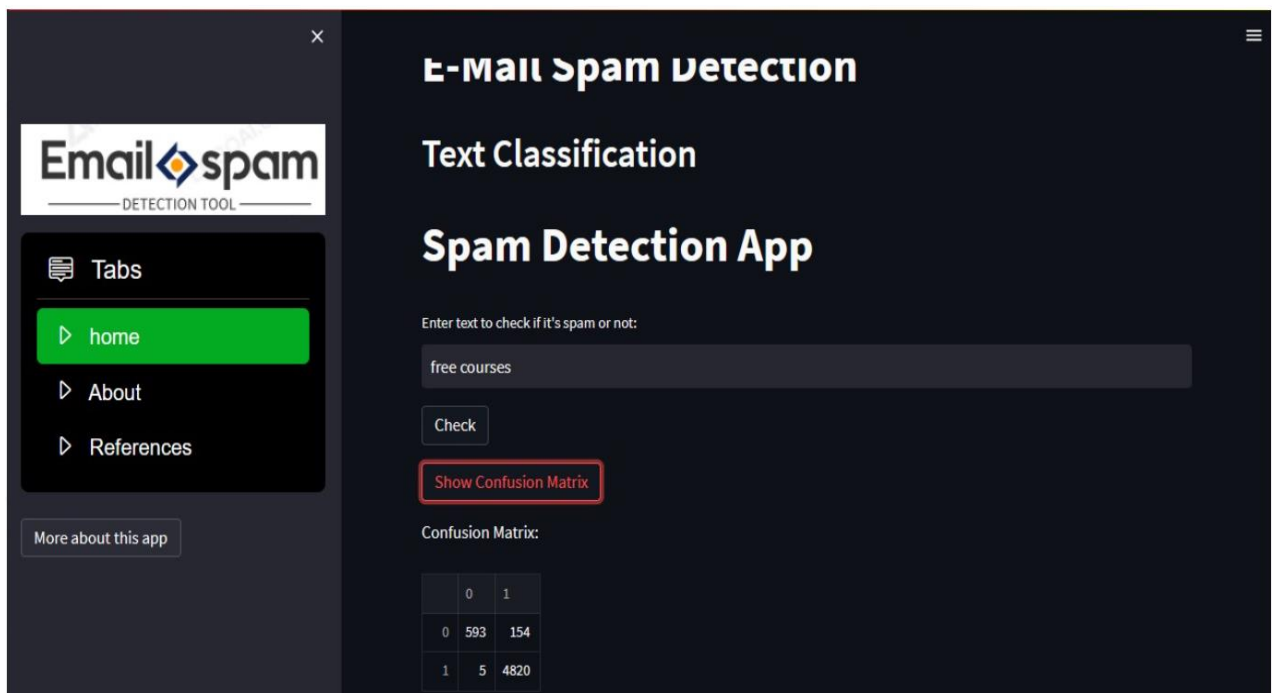 Email spam
DETECTION TOOL
Tabs
home
About
References
More about this app
E-Mail Spam Detection
Text Classification
Spam Detection App
Enter text to check if it's spam or not:
free courses
Check
Show Confusion Matrix
Confusion Matrix:
0 1
0 593 154
1 5 4820